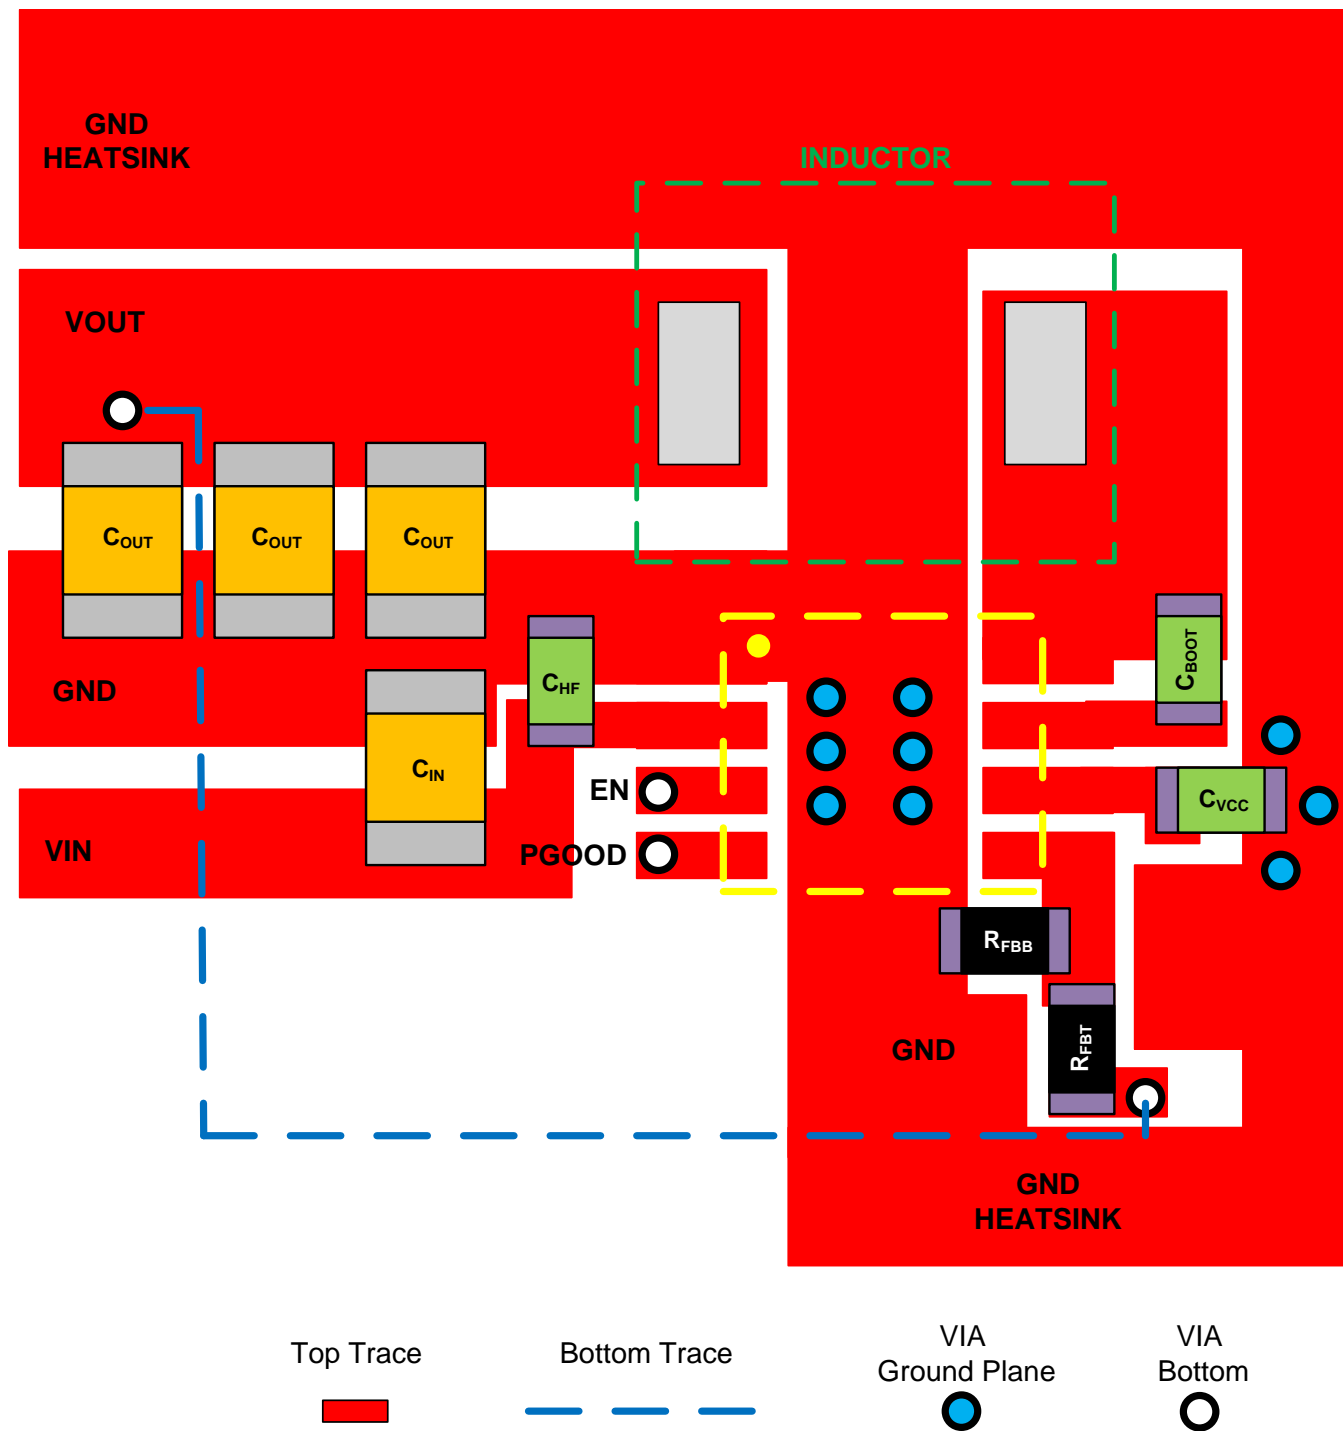 GND
HEATSINK
INDUCTOR
VOUT
COUT
COUT
COUT
GND
CHF
CBOOT
CIN
EN
CVCC
VIN
PGOOD
RFBB
GND
RFBT
GND
HEATSINK
Top Trace
Bottom Trace
VIA
Ground Plane
VIA
Bottom